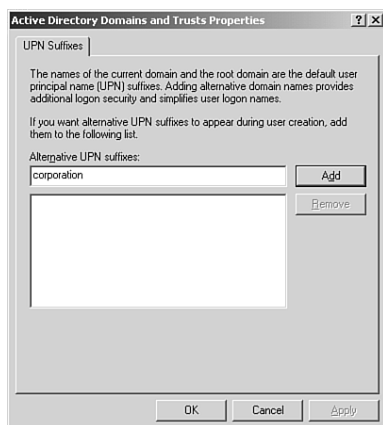 Active Directory Domains and Trusts Properties
UPN Suffixes
The names of the current domain and the root domain are the default user
principal name (UPN) suffixes. Adding alternative domain names provides
additional logon security and simplifies user logon names.
If you want alternative UPN suffixes to appear during user creation, add
them to the following list.
Alternative UPN suffixes:
corporation
Add
Remove
OK
Cancel
Apply